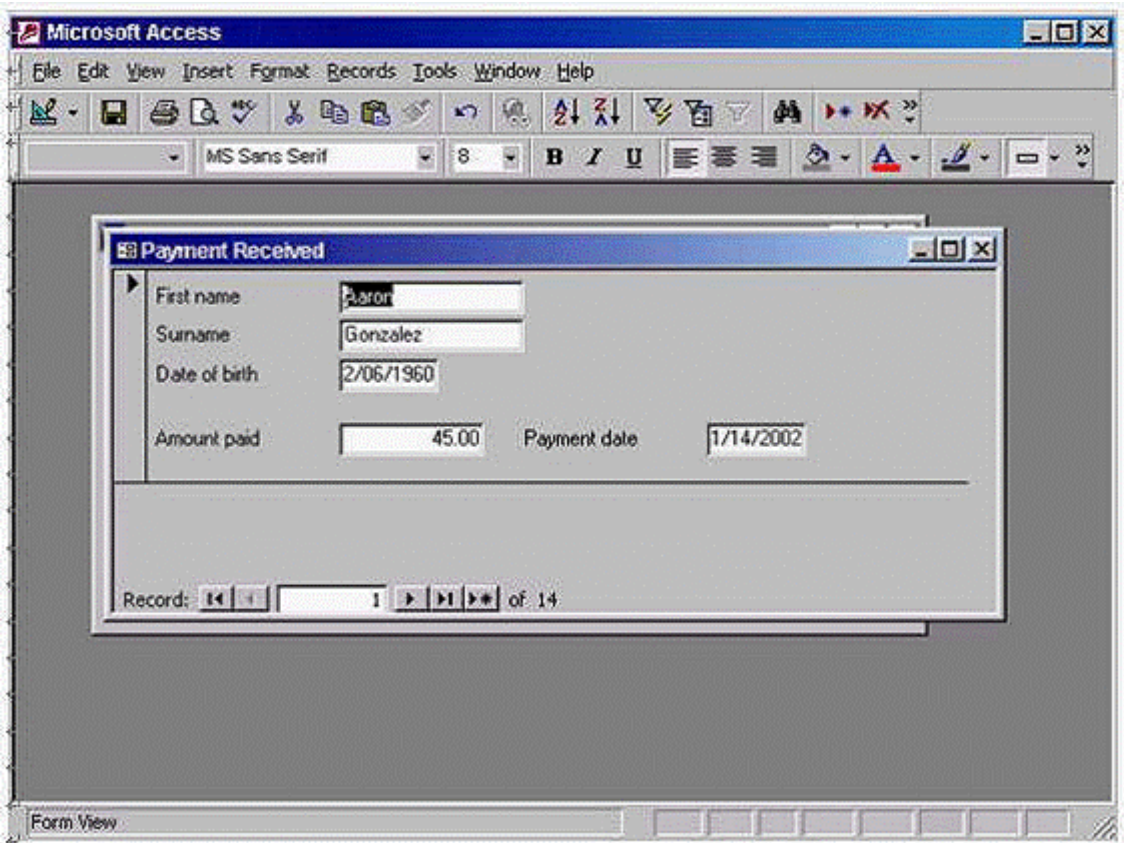 Microsoft Access
File Edit View Insert Format Records Tools Window Help
MS Sans Serif 8 B I U
Payment Received
First name Aaron
Surname Gonzalez
Date of birth 2/06/1960
Amount paid 45.00 Payment date 1/14/2002
Record: 1 of 14
Form View